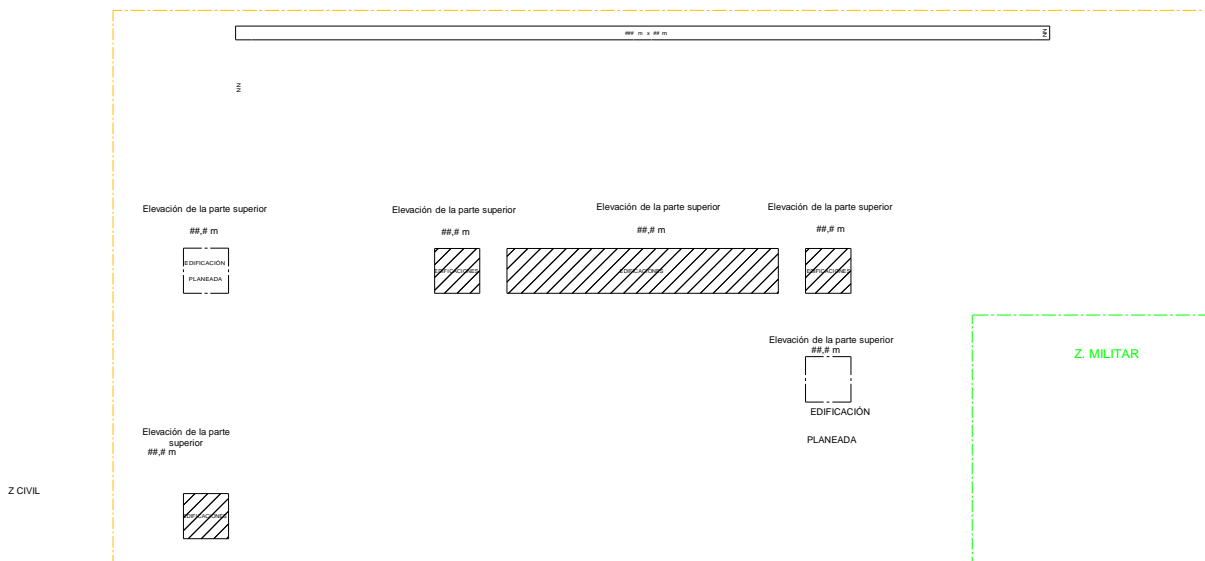 ### m x ## m
NN
NN
Elevación de la parte superior
##,# m
EDIFICACIÓN
PLANEADA
Elevación de la parte superior
##,# m
EDIFICACIONES
Elevación de la parte superior
##,# m
EDIFICACIONES
Elevación de la parte superior
##,# m
EDIFICACIONES
Elevación de la parte superior
##,# m
EDIFICACIÓN
PLANEADA
Z. MILITAR
Elevación de la parte
superior
##,# m
Z CIVIL
EDIFICACIONES